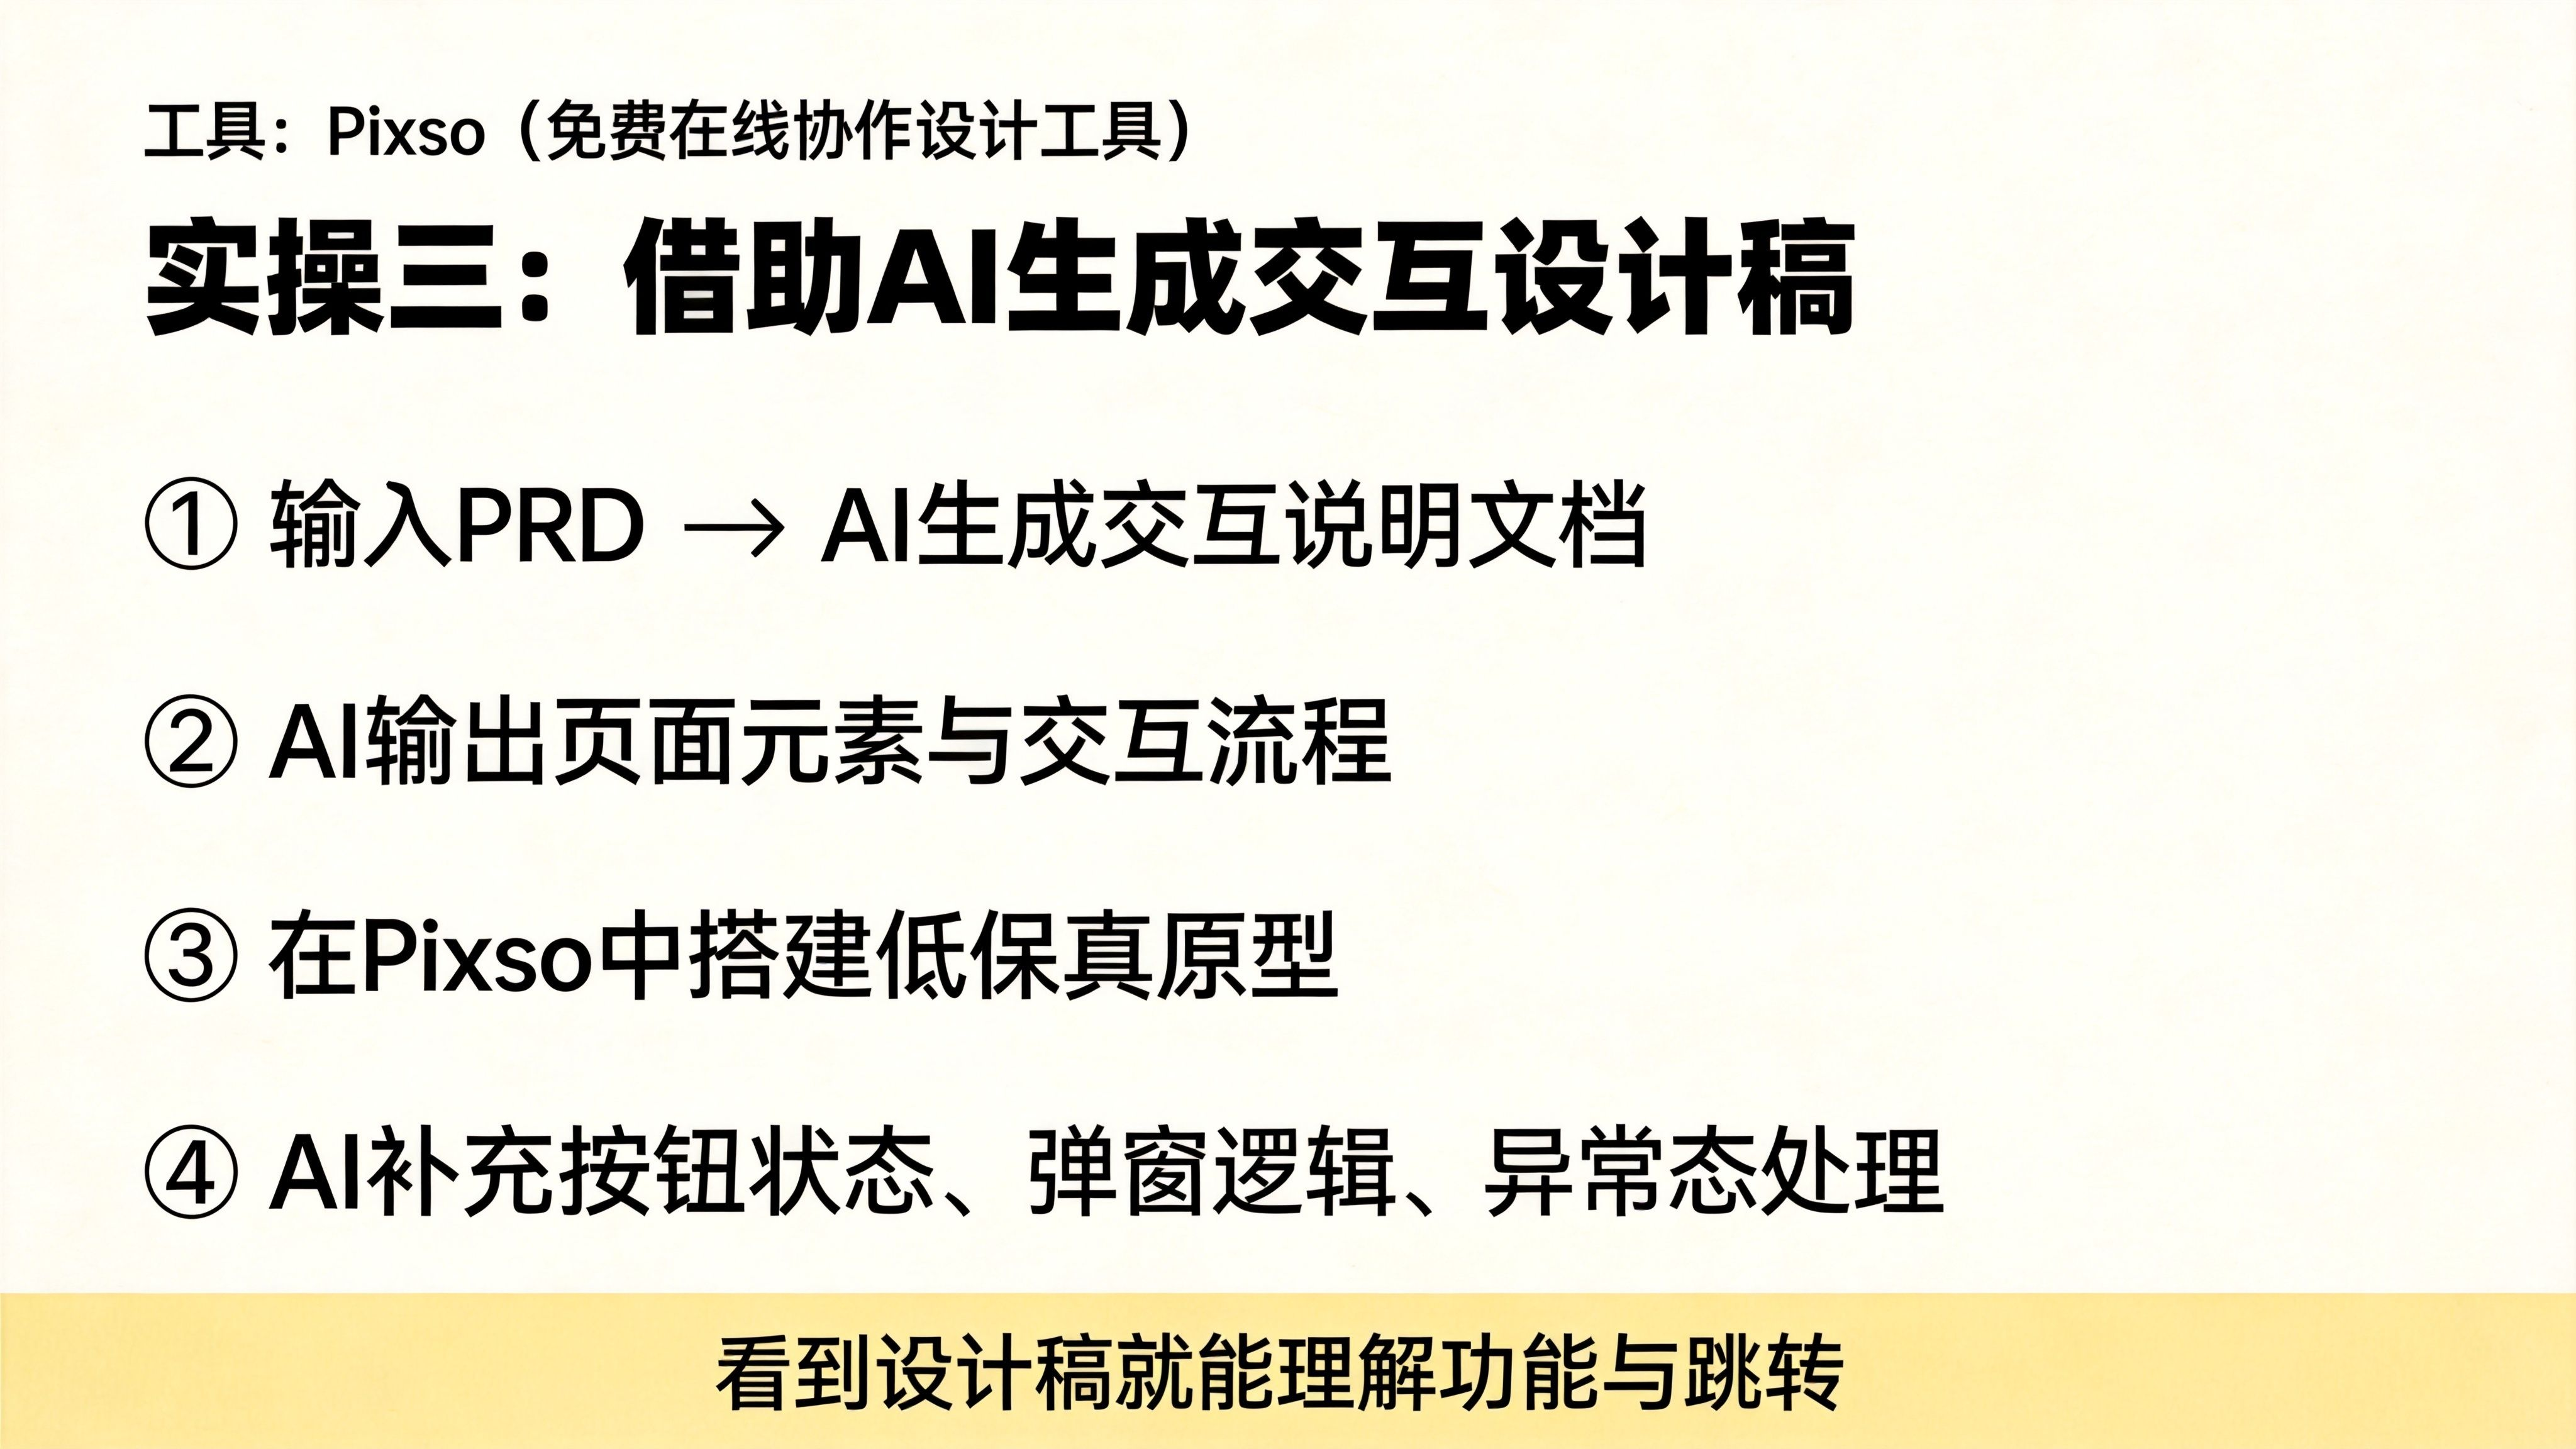 工具：Pixso（免费在线协作设计工具）
实操三：借助AI生成交互设计稿
① 输入PRD → AI生成交互说明文档
② AI输出页面元素与交互流程
③ 在Pixso中搭建低保真原型
④ AI补充按钮状态、弹窗逻辑、异常态处理
看到设计稿就能理解功能与跳转